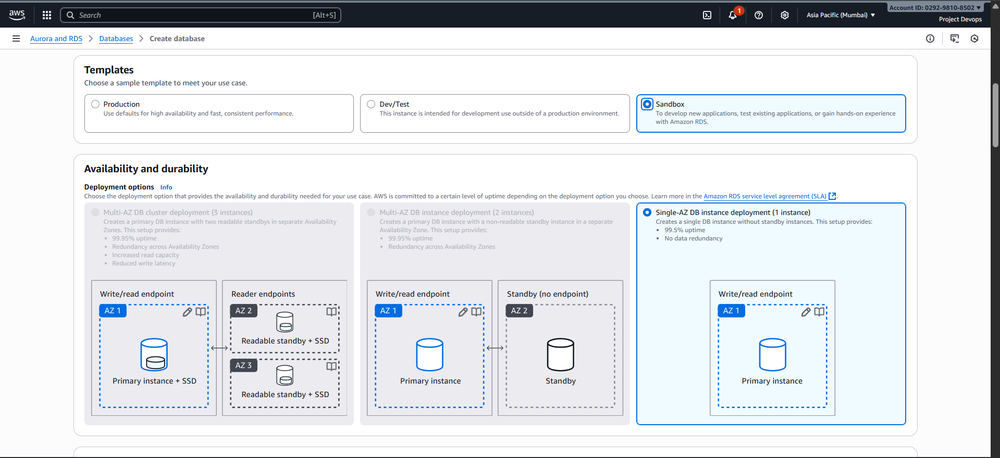 aws
Search
[Alt+S]
1
Asia Pacific (Mumbai) ▼
Account ID: 0292-9810-8502 ▼
Project Devops
Aurora and RDS > Databases > Create database
Templates
Choose a sample template to meet your use case.
Production
Use defaults for high availability and fast, consistent performance.
Dev/Test
This instance is intended for development use outside of a production environment.
Sandbox
To develop new applications, test existing applications, or gain hands-on experience
with Amazon RDS.
Availability and durability
Deployment options Info
Choose the deployment option that provides the availability and durability needed for your use case. AWS is committed to a certain level of uptime depending on the deployment option you choose. Learn more in the Amazon RDS service level agreement (SLA).
Multi-AZ DB cluster deployment (3 instances)
Creates a primary DB instance with two readable standbys in separate Availability
Zones. This setup provides:
• 99.95% uptime
• Redundancy across Availability Zones
• Increased read capacity
• Reduced write latency
Write/read endpoint
AZ 1
Primary instance + SSD
Reader endpoints
AZ 2
Readable standby + SSD
AZ 3
Readable standby + SSD
Multi-AZ DB instance deployment (2 instances)
Creates a primary DB instance with a non-readable standby instance in a separate
Availability Zone. This setup provides:
• 99.95% uptime
• Redundancy across Availability Zones
Write/read endpoint
AZ 1
Primary instance
Standby (no endpoint)
AZ 2
Standby
Single-AZ DB instance deployment (1 instance)
Creates a single DB instance without standby instances. This setup provides:
• 99.5% uptime
• No data redundancy
Write/read endpoint
AZ 1
Primary instance